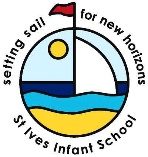 setting sail for new horizons
St Ives Infant School